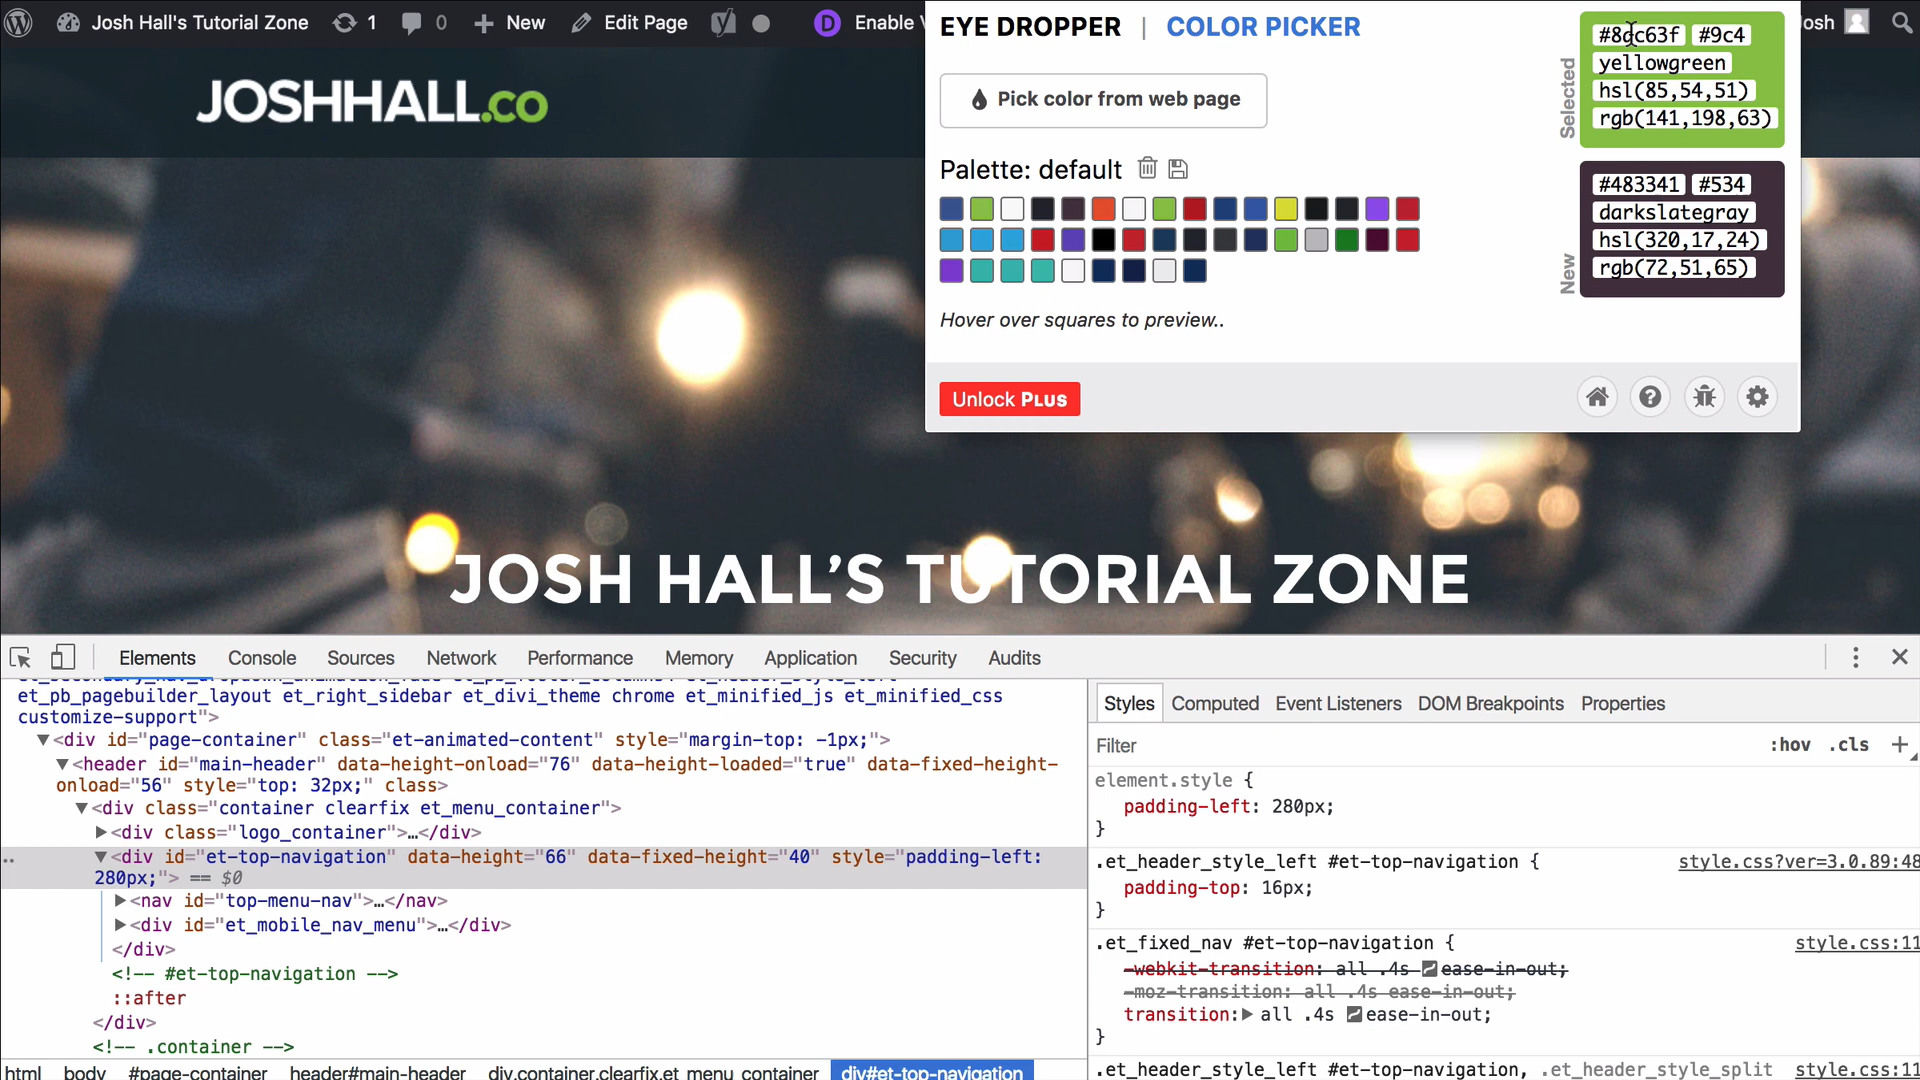 Josh Hall's Tutorial Zone 1 0 New Edit Page Enable V
EYE DROPPER | COLOR PICKER
Pick color from web page
Palette: default
Hover over squares to preview..
Unlock PLUS
Selected
#8dc63f #9c4
yellowgreen
hsl(85,54,51)
rgb(141,198,63)
New
#483341 #534
darkslategray
hsl(320,17,24)
rgb(72,51,65)
osh
JOSHHALL.CO
JOSH HALL’S TUTORIAL ZONE
Elements Console Sources Network Performance Memory Application Security Audits
et_pb_pagebuilder_layout et_right_sidebar et_divi_theme chrome et_minified_js et_minified_css
customize-support">
<div id="page-container" class="et-animated-content" style="margin-top: -1px;">
<header id="main-header" data-height-onload="76" data-height-loaded="true" data-fixed-height-
onload="56" style="top: 32px;" class>
<div class="container clearfix et_menu_container">
<div class="logo_container">…</div>
<div id="et-top-navigation" data-height="66" data-fixed-height="40" style="padding-left:
280px;"> == $0
<nav id="top-menu-nav">…</nav>
<div id="et_mobile_nav_menu">…</div>
</div>
<!-- #et-top-navigation -->
::after
</div>
<!-- .container -->
html body #page-container header#main-header div.container.clearfix.et_menu_container div#et-top-navigation
Styles Computed Event Listeners DOM Breakpoints Properties
Filter :hov .cls +
element.style {
padding-left: 280px;
}
.et_header_style_left #et-top-navigation { style.css?ver=3.0.89:48
padding-top: 16px;
}
.et_fixed_nav #et-top-navigation { style.css:11
-webkit-transition: all .4s ease-in-out;
-moz-transition: all .4s ease-in-out;
transition: all .4s ease-in-out;
}
.et_header_style_left #et-top-navigation, .et_header_style_split style.css:11